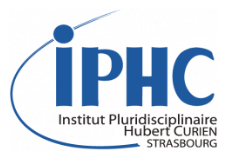 iPHC
Institut Pluridisciplinaire
Hubert CURIEN
STRASBOURG